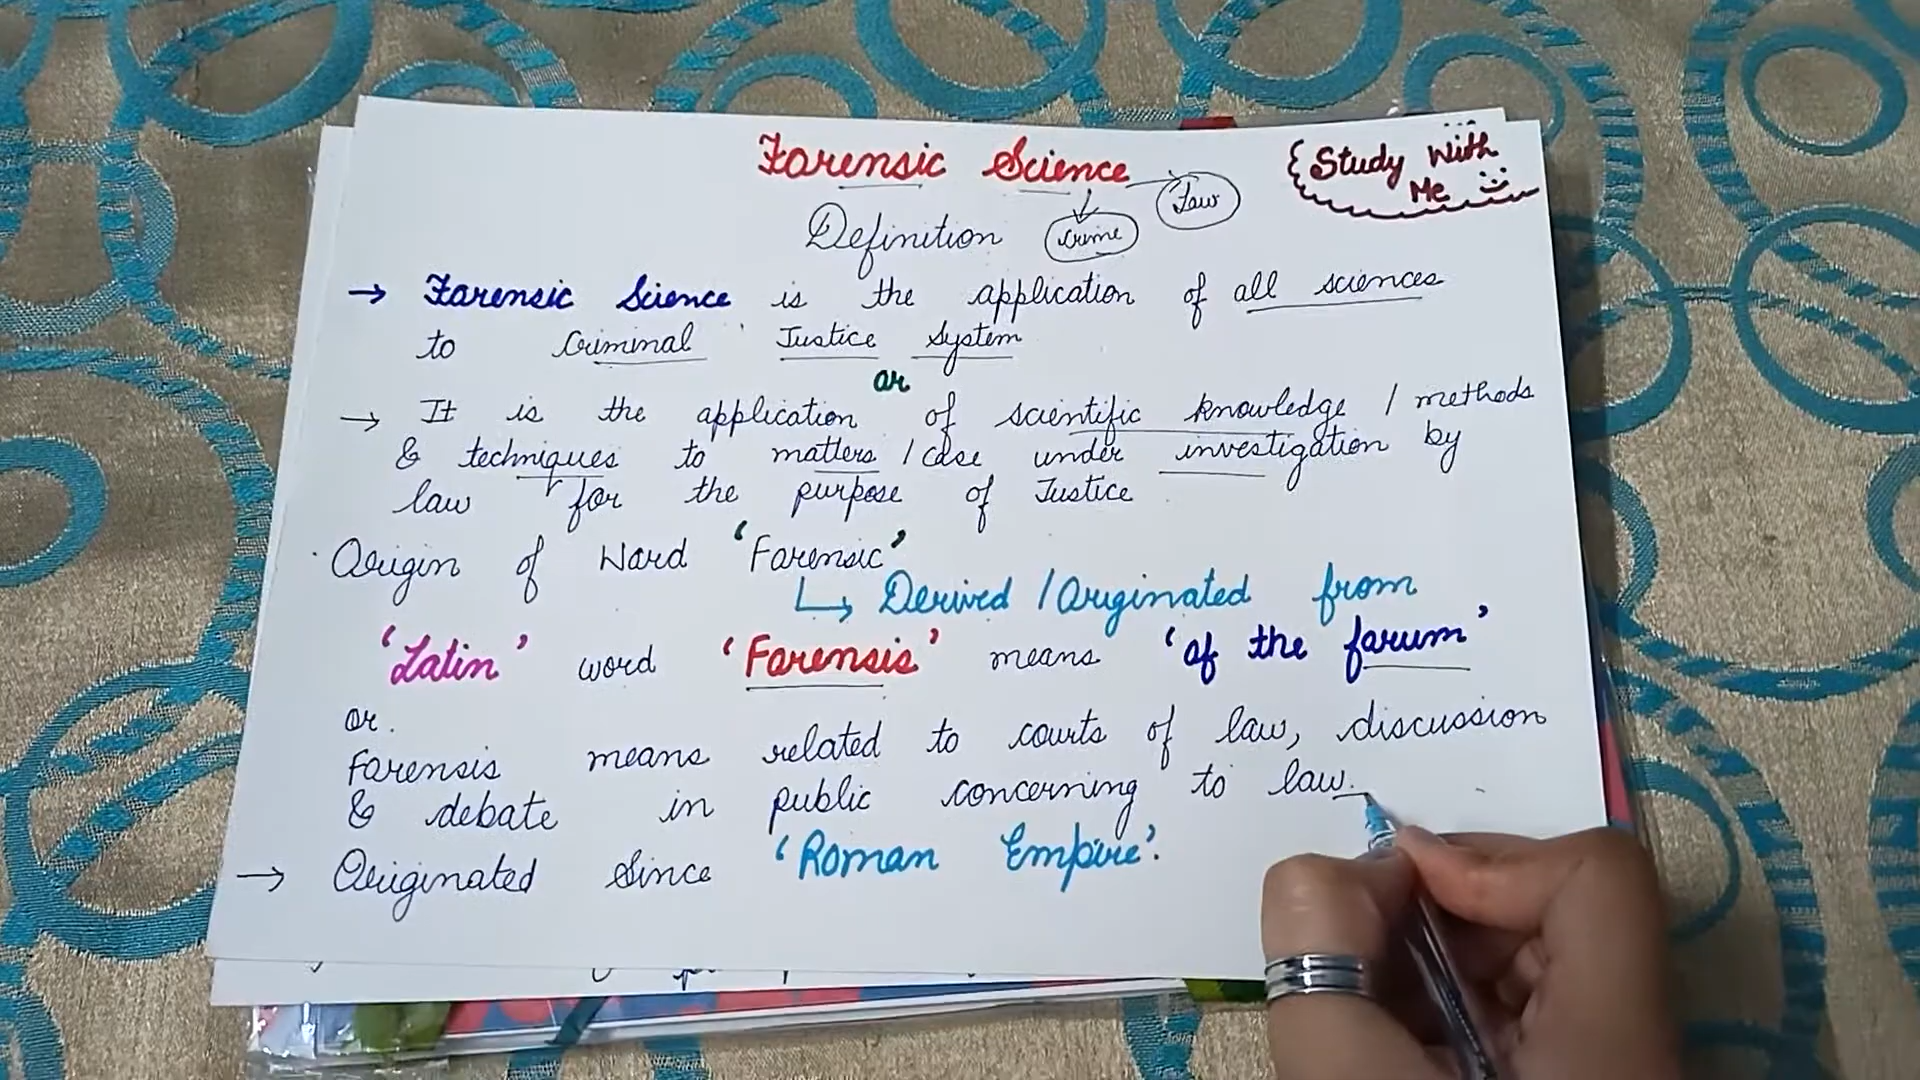 Forensic Science
Law
Study With
Me
Definition
crime
→ Forensic Science is the application of all sciences
to Criminal Justice System
or
→ It is the application of scientific knowledge / methods
& techniques to matters / case under investigation by
law for the purpose of Justice
Origin of Word 'Forensic'
↳ Derived / Originated from
'Latin' word 'Forensis' means 'of the forum'
or.
Forensis means related to courts of law, discussion
& debate in public concerning to law.
→ Originated Since 'Roman Empire'.